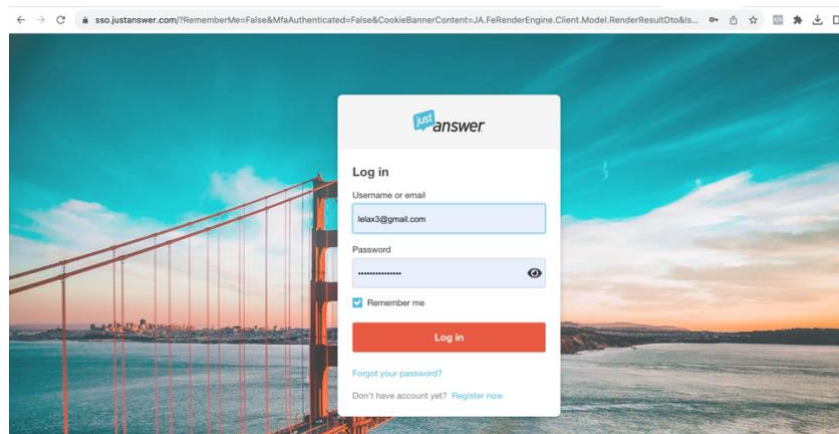 sso.justanswer.com/?RememberMe=False&MfaAuthenticated=False&CookieBannerContent=JA.FeRenderEngine.Client.Model.RenderResultDto&Is...
just answer
Log in
Username or email
lelax3@gmail.com
Password
Remember me
Log in
Forgot your password?
Don't have account yet? Register now